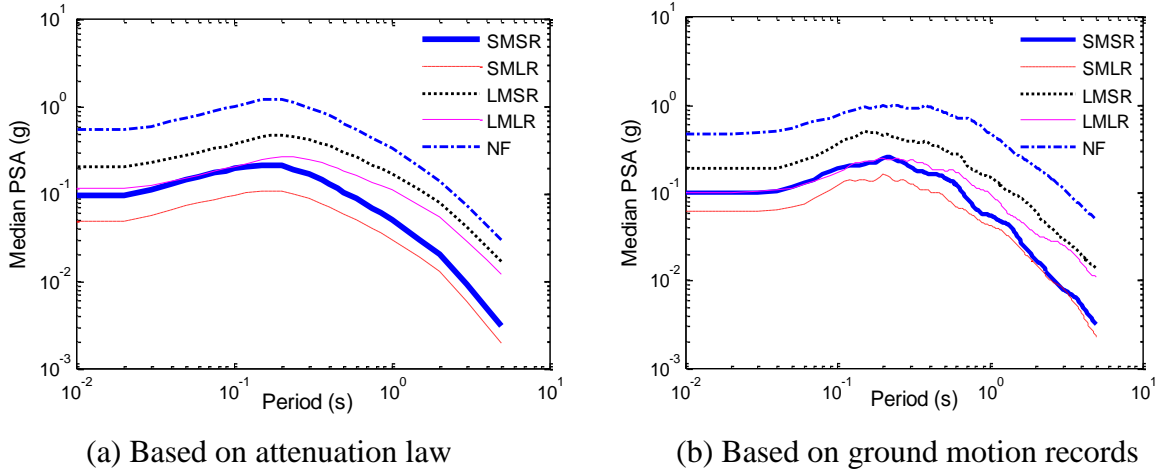 10^1
10^0
10^-1
10^-2
10^-3
Median PSA (g)
SMSR
SMLR
LMSR
LMLR
NF
10^-2
10^-1
10^0
10^1
Period (s)
(a) Based on attenuation law
10^1
10^0
10^-1
10^-2
10^-3
Median PSA (g)
SMSR
SMLR
LMSR
LMLR
NF
10^-2
10^-1
10^0
10^1
Period (s)
(b) Based on ground motion records